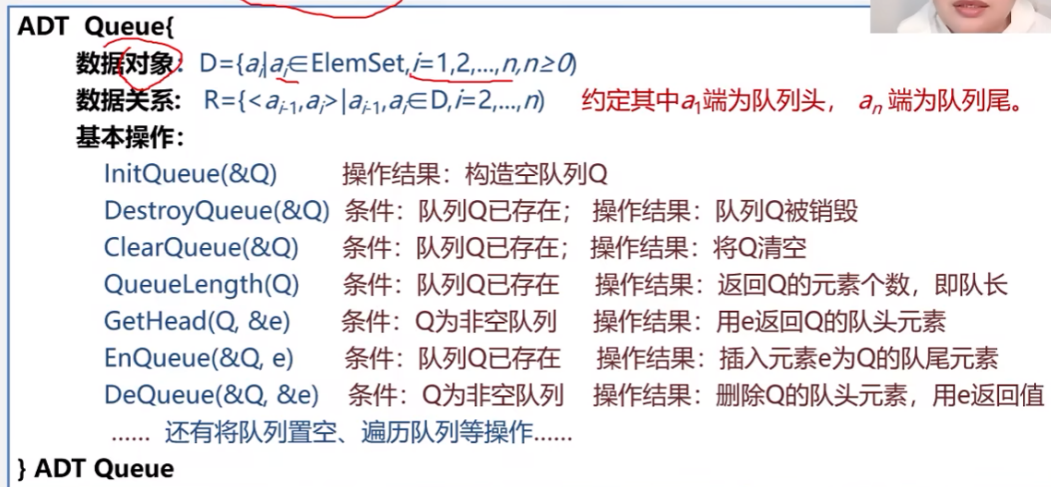 ADT Queue{
数据对象：D={aᵢ|aᵢ∈ElemSet,i=1,2,...,n,n≥0)
数据关系：R={<aᵢ₋₁,aᵢ>|aᵢ₋₁,aᵢ∈D,i=2,...,n) 约定其中a₁端为队列头， aₙ 端为队列尾。
基本操作：
InitQueue(&Q) 操作结果：构造空队列Q
DestroyQueue(&Q) 条件：队列Q已存在； 操作结果：队列Q被销毁
ClearQueue(&Q) 条件：队列Q已存在； 操作结果：将Q清空
QueueLength(Q) 条件：队列Q已存在 操作结果：返回Q的元素个数，即队长
GetHead(Q, &e) 条件：Q为非空队列 操作结果：用e返回Q的队头元素
EnQueue(&Q, e) 条件：队列Q已存在 操作结果：插入元素e为Q的队尾元素
DeQueue(&Q, &e) 条件：Q为非空队列 操作结果：删除Q的队头元素，用e返回值
...... 还有将队列置空、遍历队列等操作......
} ADT Queue